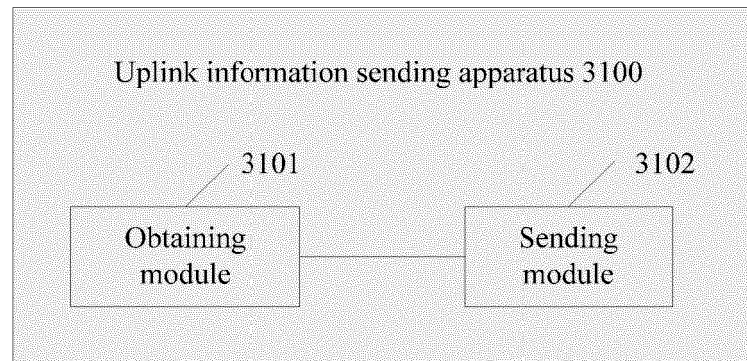 Uplink information sending apparatus 3100
3101
3102
Obtaining
module
Sending
module